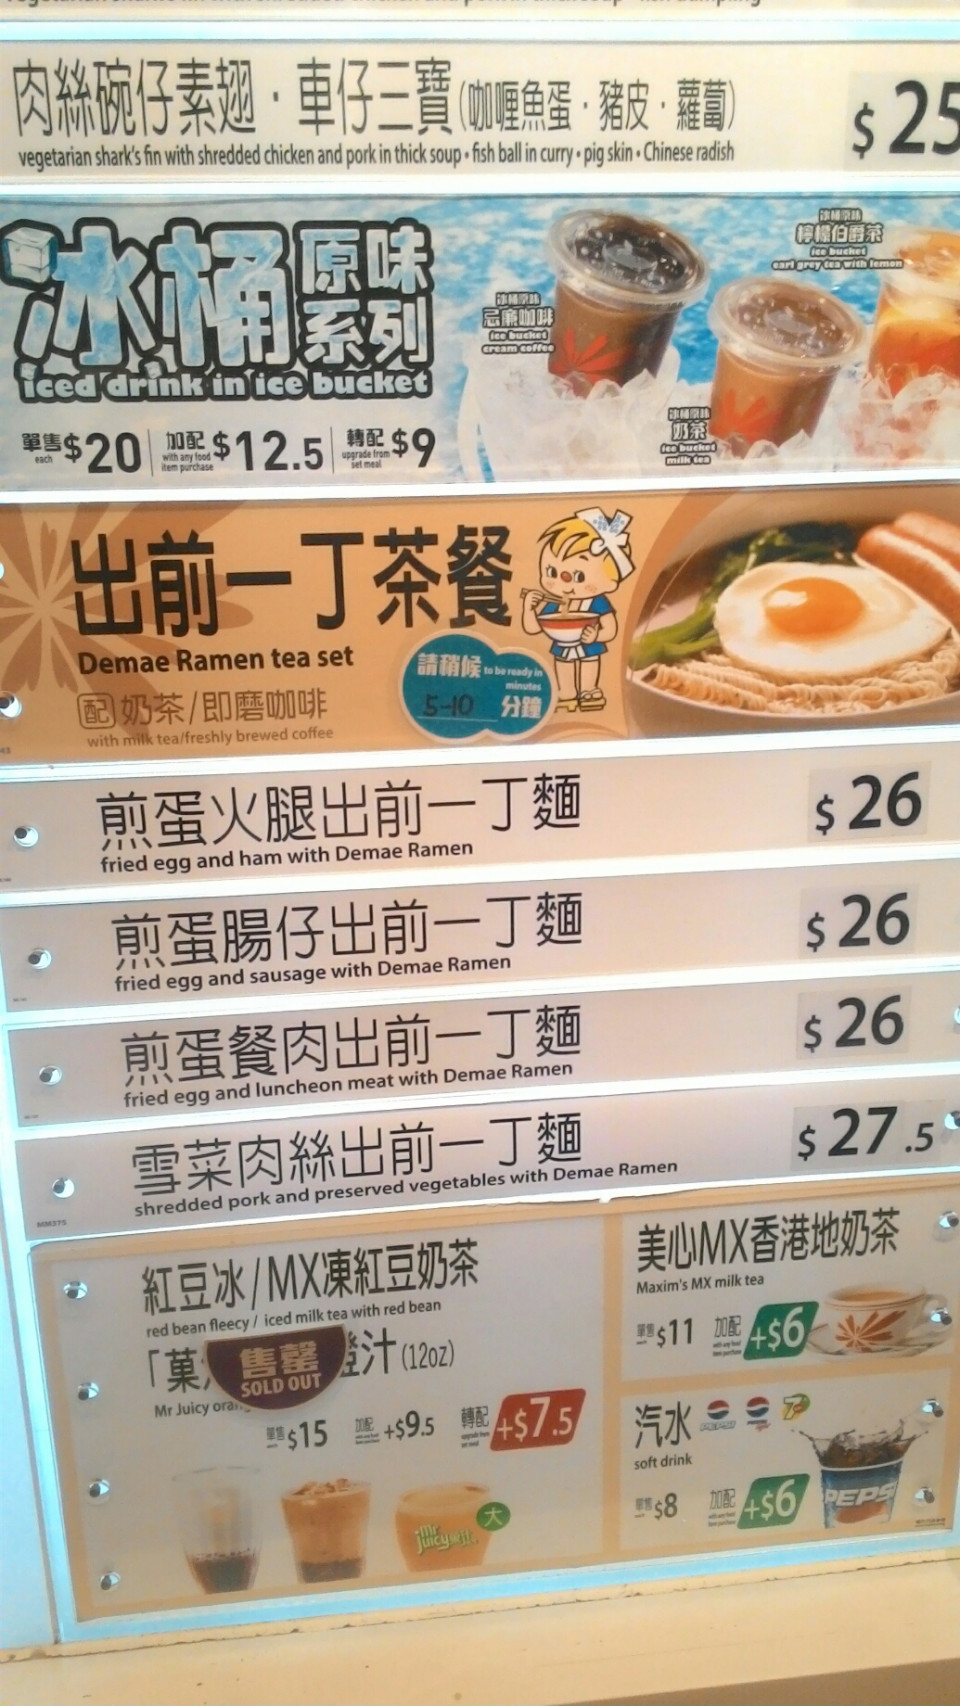 肉絲碗仔素翅・車仔三寶(咖喱魚蛋・豬皮・蘿蔔) $25
vegetarian shark's fin with shredded chicken and pork in thick soup • fish ball in curry • pig skin • Chinese radish
冰桶原味系列
iced drink in ice bucket
單售 each $20 加配 with any food item purchase $12.5 轉配 upgrade from set meal $9
冰桶原味
忌廉咖啡
ice bucket
cream coffee
冰桶原味
奶茶
ice bucket
milk tea
冰桶原味
檸檬伯爵茶
ice bucket
earl grey tea with lemon
出前一丁茶餐
Demae Ramen tea set
配 奶茶/即磨咖啡
with milk tea/freshly brewed coffee
請稍候 to be ready in
minutes
5-10 分鐘
煎蛋火腿出前一丁麵 $26
fried egg and ham with Demae Ramen
煎蛋腸仔出前一丁麵 $26
fried egg and sausage with Demae Ramen
煎蛋餐肉出前一丁麵 $26
fried egg and luncheon meat with Demae Ramen
雪菜肉絲出前一丁麵 $27.5
shredded pork and preserved vegetables with Demae Ramen
紅豆冰/MX凍紅豆奶茶
red bean fleecy / iced milk tea with red bean
「菓 橙汁(12oz)
售罄
SOLD OUT
Mr Juicy
單售 $15 加配 +$9.5 轉配 upgrade from set meal +$7.5
大
mr juicy
美心MX香港地奶茶
Maxim's MX milk tea
單售 $11 加配 +$6
汽水
PEPSI 7
soft drink
單售 $8 加配 +$6
PEPSI